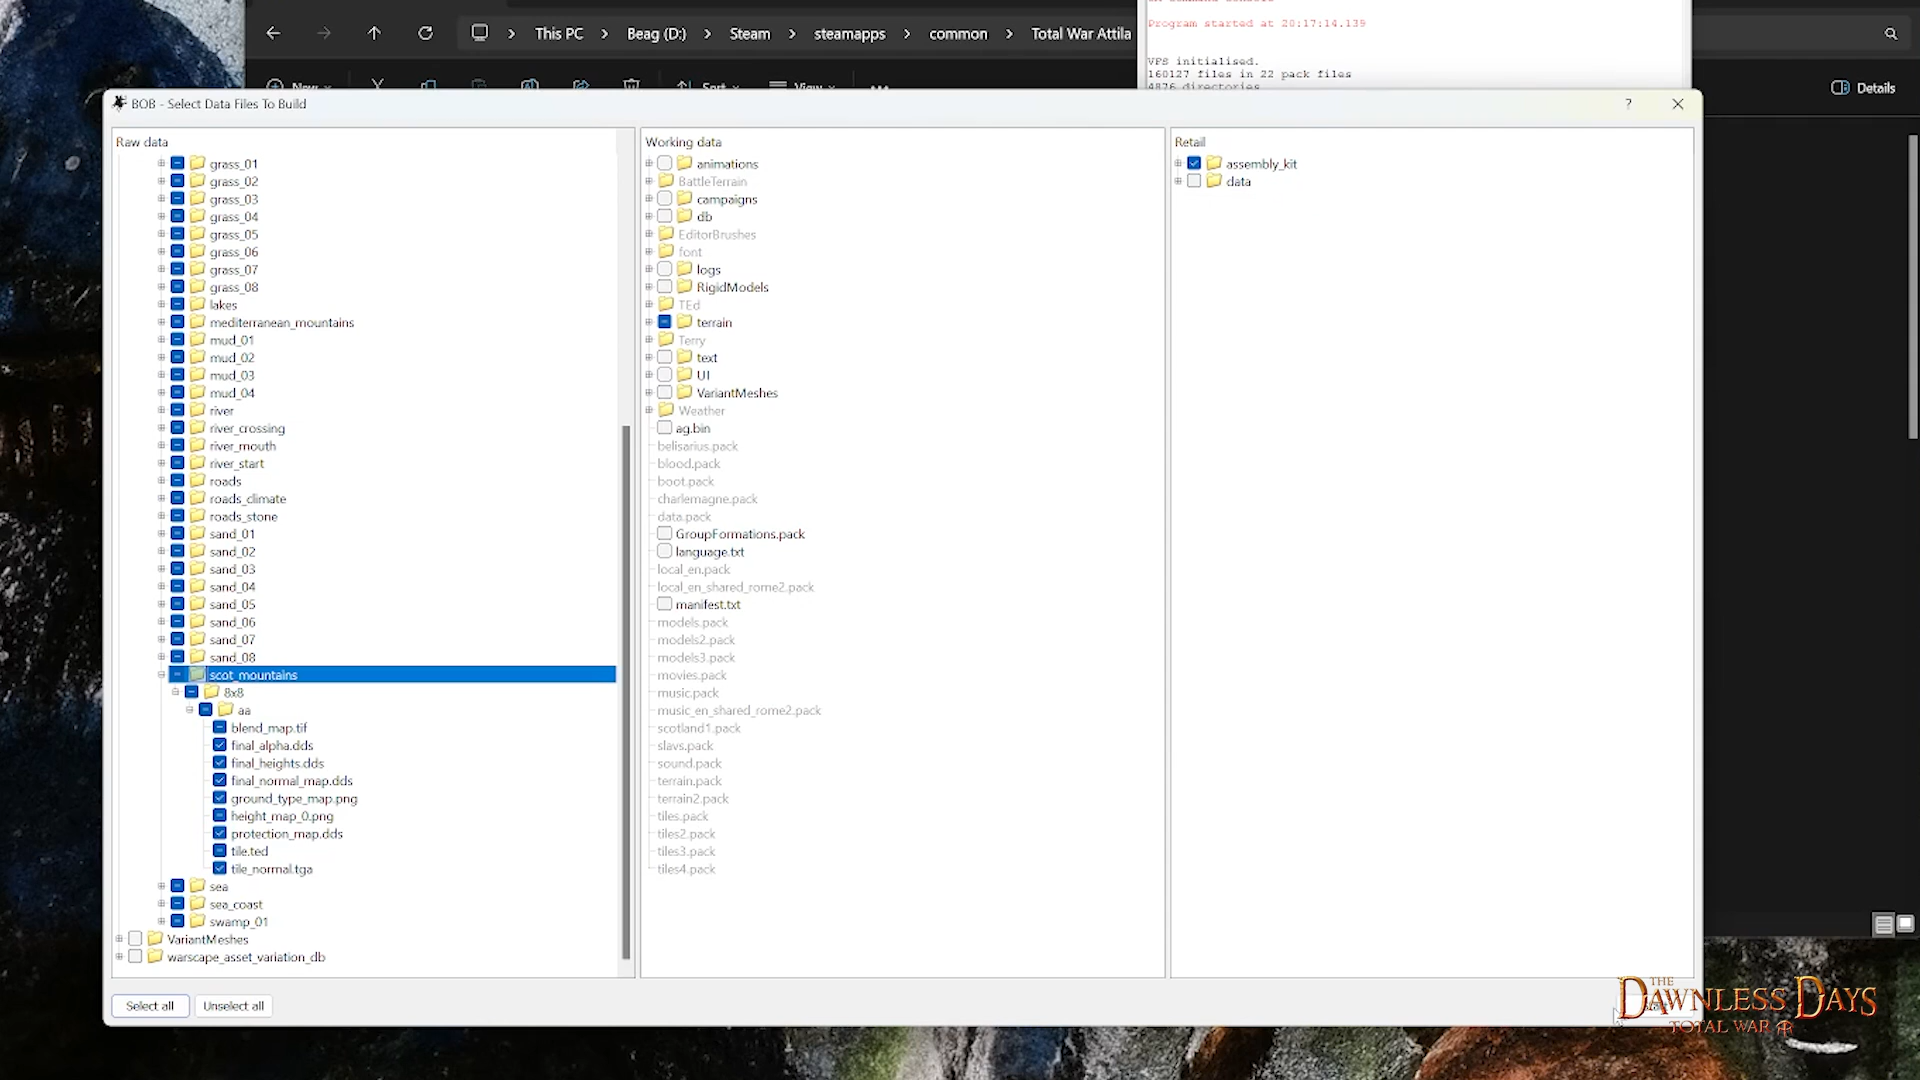 This PC
Beag (D:)
Steam
steamapps
common
Total War Attila
Program started at 20:17:14.139
VFS initialised.
160127 files in 22 pack files
4876 directories
New
Sort
View
Details
BOB - Select Data Files To Build
?
Raw data
grass_01
grass_02
grass_03
grass_04
grass_05
grass_06
grass_07
grass_08
lakes
mediterranean_mountains
mud_01
mud_02
mud_03
mud_04
river
river_crossing
river_mouth
river_start
roads
roads_climate
roads_stone
sand_01
sand_02
sand_03
sand_04
sand_05
sand_06
sand_07
sand_08
scot_mountains
8x8
aa
blend_map.tif
final_alpha.dds
final_heights.dds
final_normal_map.dds
ground_type_map.png
height_map_0.png
protection_map.dds
tile.ted
tile_normal.tga
sea
sea_coast
swamp_01
VariantMeshes
warscape_asset_variation_db
Working data
animations
BattleTerrain
campaigns
db
EditorBrushes
font
logs
RigidModels
TEd
terrain
Terry
text
UI
VariantMeshes
Weather
ag.bin
belisarius.pack
blood.pack
boot.pack
charlemagne.pack
data.pack
GroupFormations.pack
language.txt
local_en.pack
local_en_shared_rome2.pack
manifest.txt
models.pack
models2.pack
models3.pack
movies.pack
music.pack
music_en_shared_rome2.pack
scotland1.pack
slavs.pack
sound.pack
terrain.pack
terrain2.pack
tiles.pack
tiles2.pack
tiles3.pack
tiles4.pack
Retail
assembly_kit
data
Select all
Unselect all
THE
DAWNLESS DAYS
TOTAL WAR